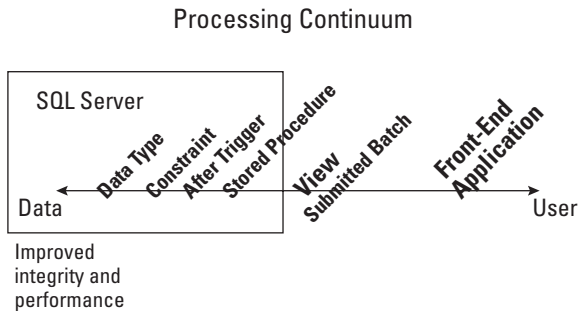 Processing Continuum
SQL Server
Data Type
Constraint
After Trigger
Stored Procedure
View
Submitted Batch
Front-End
Application
Data
User
Improved
integrity and
performance